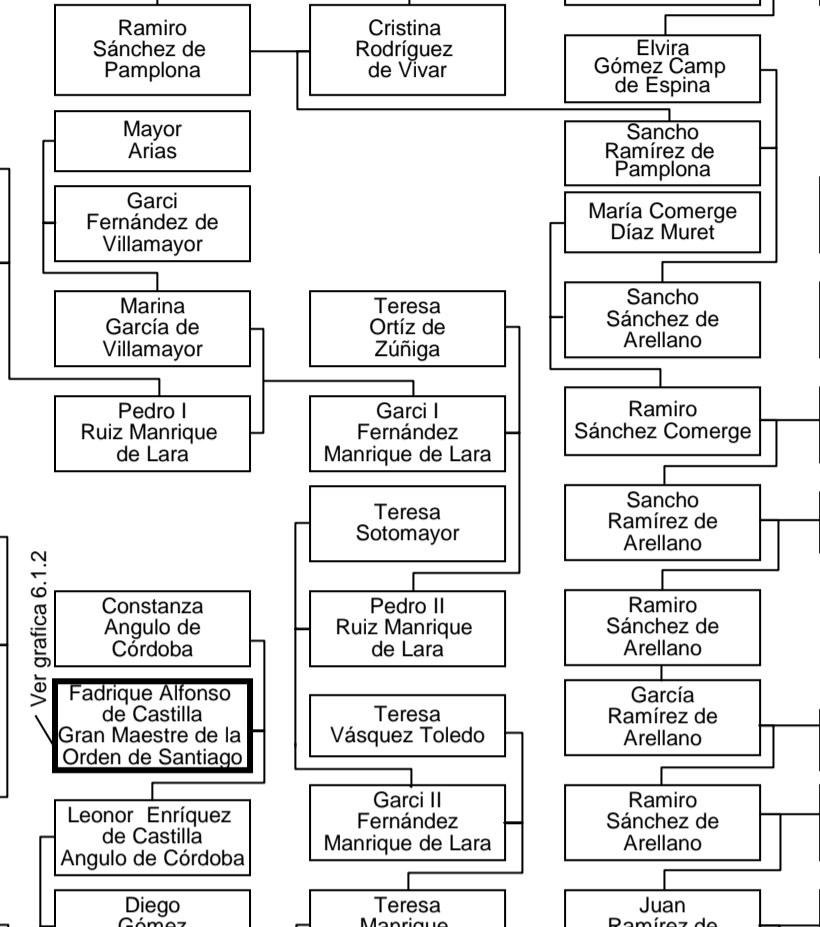 Ramiro
Sánchez de
Pamplona
Cristina
Rodríguez
de Vivar
Elvira
Gómez Camp
de Espina
Mayor
Arias
Sancho
Ramírez de
Pamplona
Garci
Fernández de
Villamayor
María Comerge
Díaz Muret
Marina
García de
Villamayor
Teresa
Ortíz de
Zúñiga
Sancho
Sánchez de
Arellano
Pedro I
Ruiz Manrique
de Lara
Garci I
Fernández
Manrique de Lara
Ramiro
Sánchez Comerge
Teresa
Sotomayor
Sancho
Ramírez de
Arellano
Ver grafica 6.1.2
Constanza
Angulo de
Córdoba
Pedro II
Ruiz Manrique
de Lara
Ramiro
Sánchez de
Arellano
Fadrique Alfonso
de Castilla
Gran Maestre de la
Orden de Santiago
Teresa
Vásquez Toledo
García
Ramírez de
Arellano
Leonor Enríquez
de Castilla
Angulo de Córdoba
Garci II
Fernández
Manrique de Lara
Ramiro
Sánchez de
Arellano
Diego
Gómez
Teresa
Manrique
Juan
Ramírez de